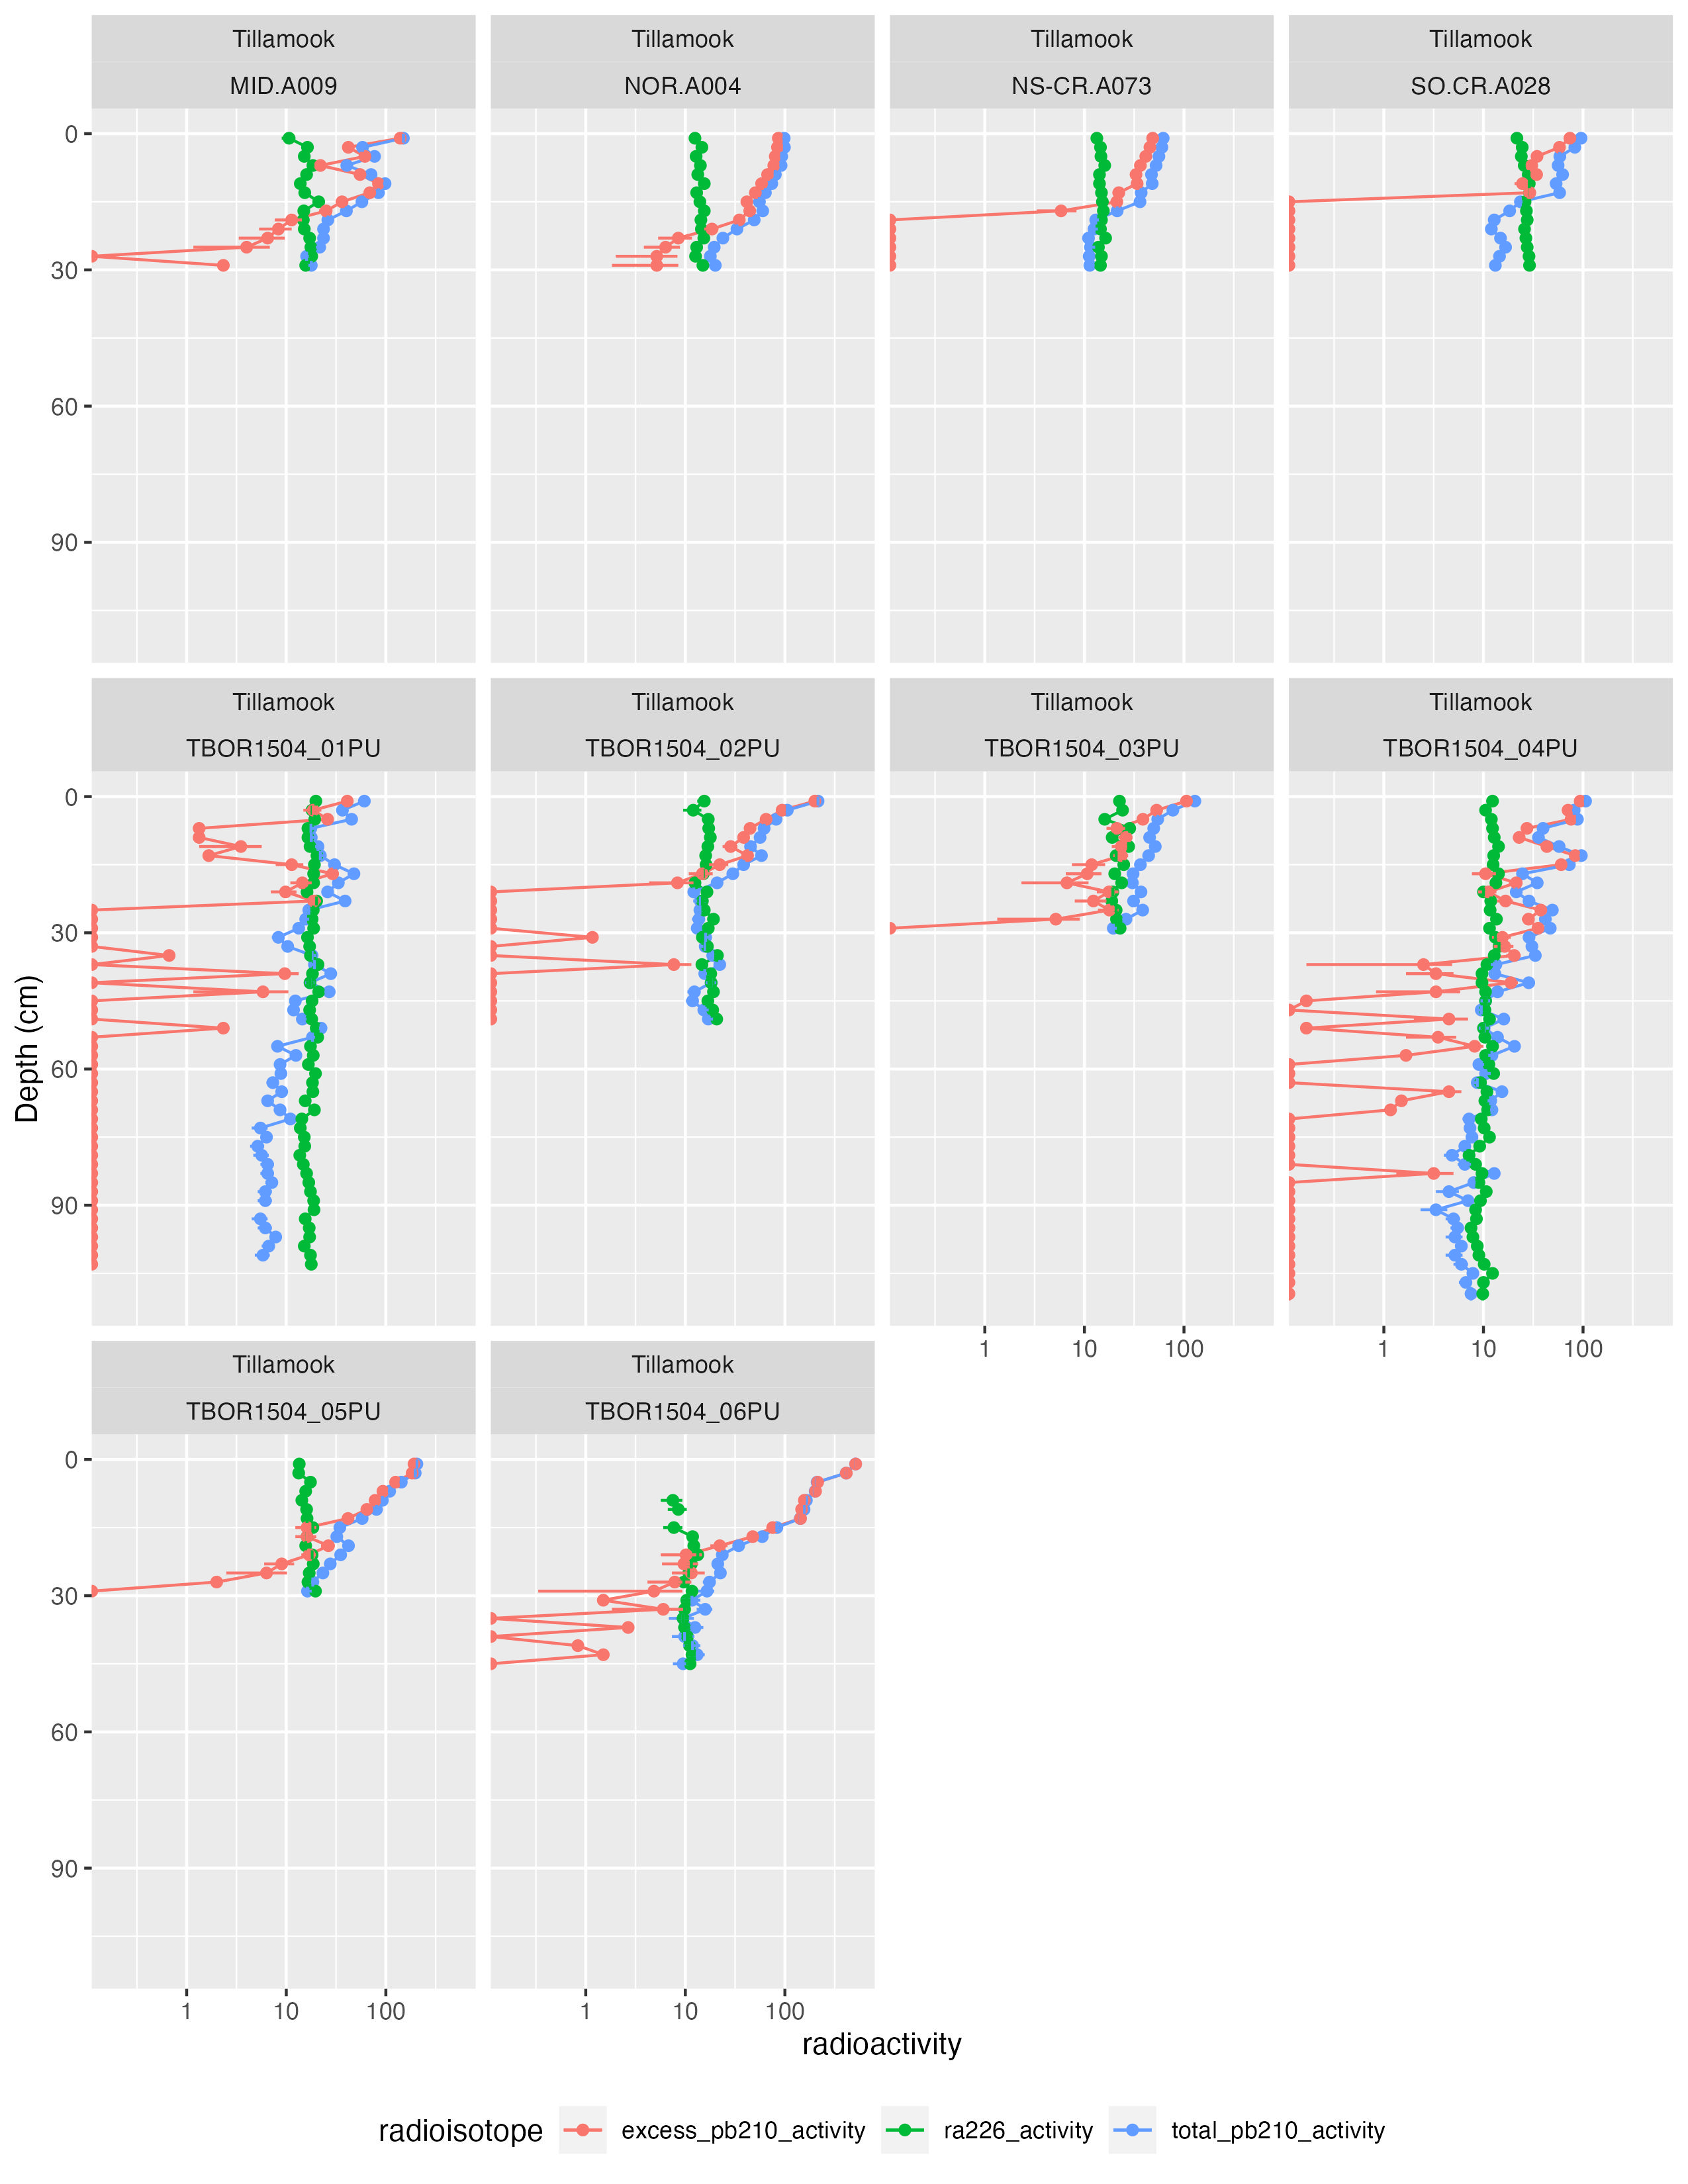 Tillamook Tillamook Tillamook Tillamook
MID.A009 NOR.A004 NS-CR.A073 SO.CR.A028
0
30
60
90
Tillamook Tillamook Tillamook Tillamook
TBOR1504_01PU TBOR1504_02PU TBOR1504_03PU TBOR1504_04PU
0
30
60
90
Depth (cm)
1 10 100 1 10 100
Tillamook Tillamook
TBOR1504_05PU TBOR1504_06PU
0
30
60
90
1 10 100 1 10 100
radioactivity
radioisotope excess_pb210_activity ra226_activity total_pb210_activity